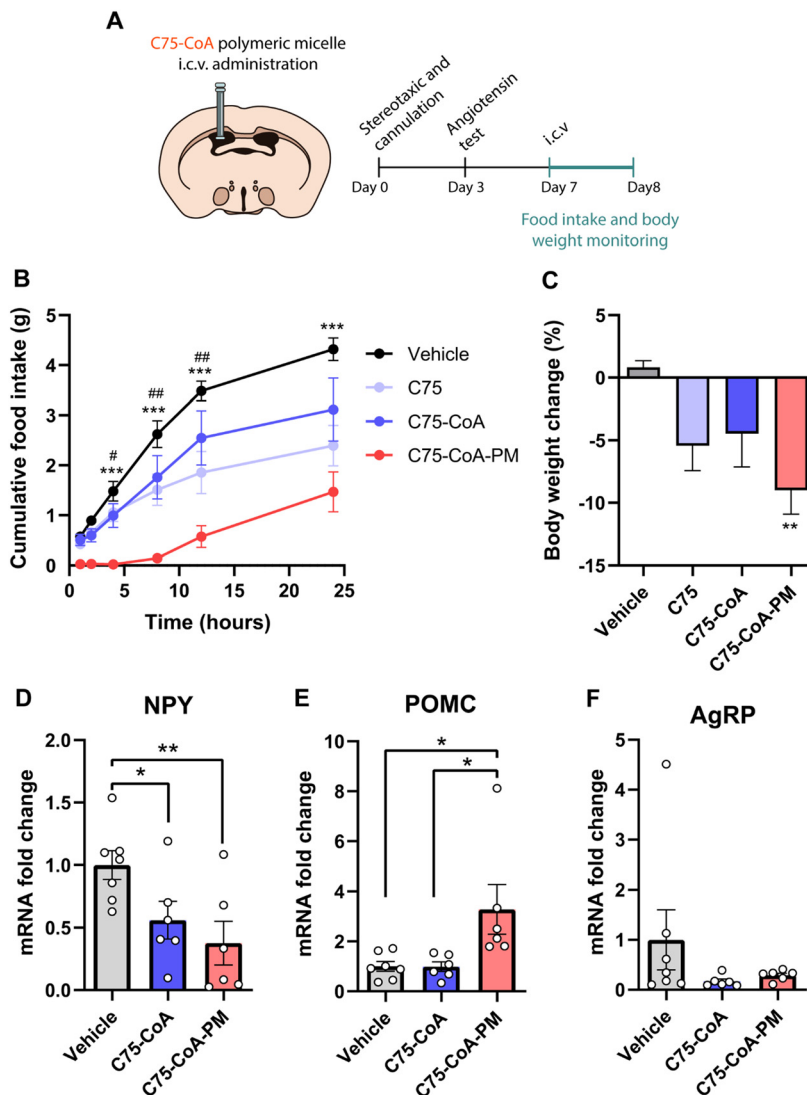 A
C75-CoA polymeric micelle
i.c.v. administration
Stereotaxic and
cannulation
Angiotensin
test
i.c.v
Day 0
Day 3
Day 7
Day8
Food intake and body
weight monitoring
B
Cumulative food intake (g)
5
4
3
2
1
0
0
5
10
15
20
25
Time (hours)
#
***
##
***
##
***
***
Vehicle
C75
C75-CoA
C75-CoA-PM
C
Body weight change (%)
5
0
-5
-10
-15
**
Vehicle
C75
C75-CoA
C75-CoA-PM
D
NPY
mRNA fold change
2.0
1.5
1.0
0.5
0.0
**
*
Vehicle
C75-CoA
C75-CoA-PM
E
POMC
mRNA fold change
10
8
6
4
2
0
*
*
Vehicle
C75-CoA
C75-CoA-PM
F
AgRP
mRNA fold change
5
4
3
2
1
0
Vehicle
C75-CoA
C75-CoA-PM